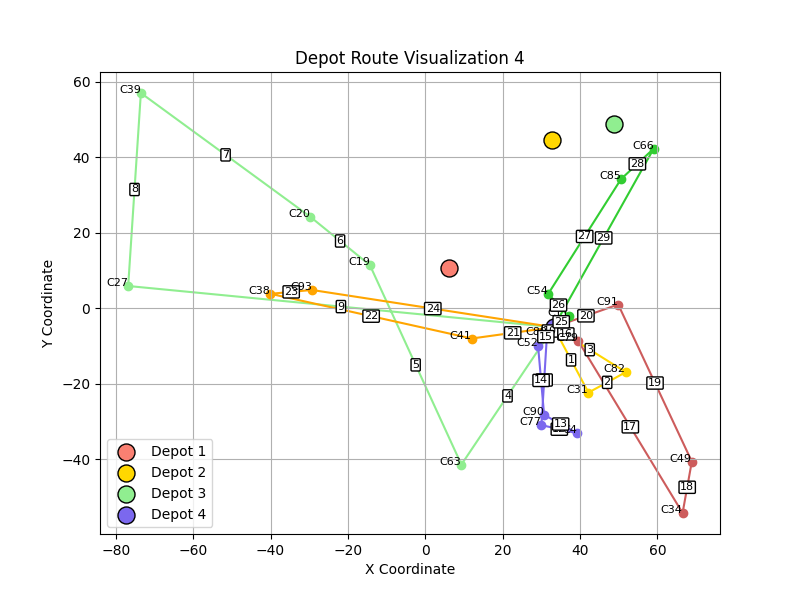 Depot Route Visualization 4
60
40
20
0
−20
−40
Y Coordinate
−80
−60
−40
−20
0
20
40
60
X Coordinate
C39
7
8
C20
6
C19
C27
C38
23
C93
9
22
24
C41
21
5
4
C63
C66
28
C85
27
29
C54
26
25
C91
20
15
C52
1
3
C82
2
C31
19
14
C90
C77
13
17
C49
18
C34
Depot 1
Depot 2
Depot 3
Depot 4